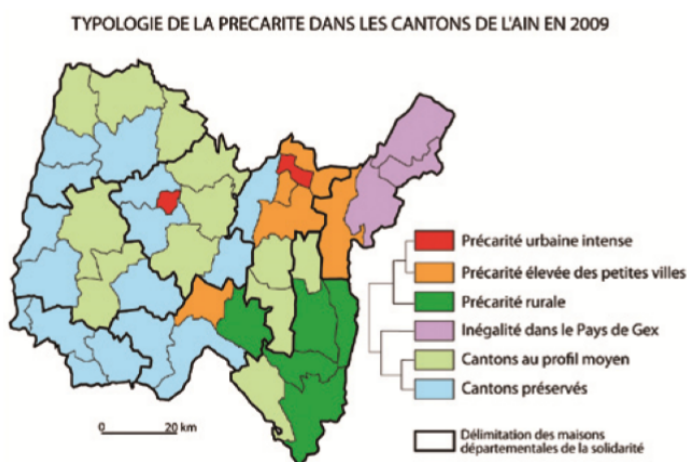 TYPOLOGIE DE LA PRECARITE DANS LES CANTONS DE L'AIN EN 2009
Précarité urbaine intense
Précarité élevée des petites villes
Précarité rurale
Inégalité dans le Pays de Gex
Cantons au profil moyen
Cantons préservés
0 20 km
Délimitation des maisons
départementales de la solidarité